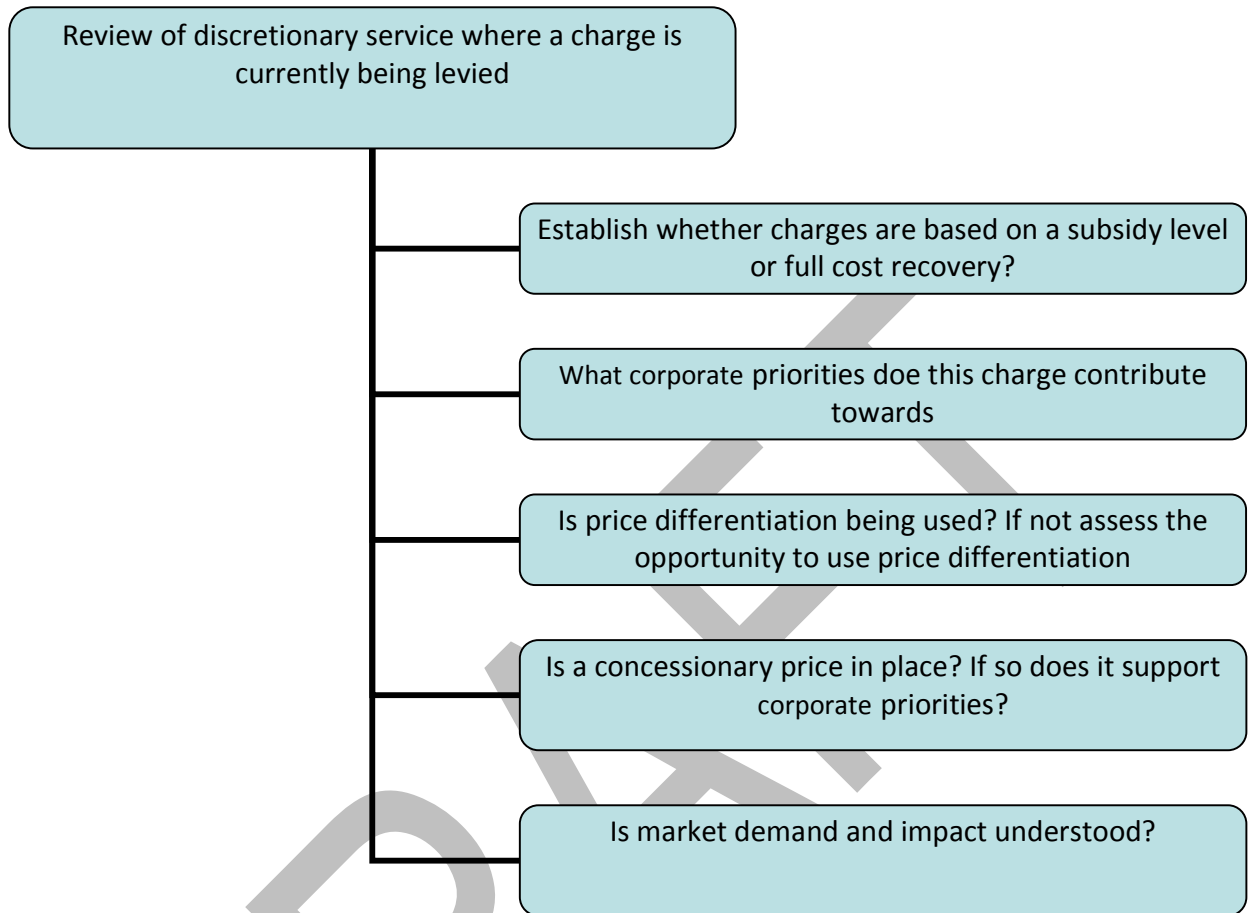 Review of discretionary service where a charge is
currently being levied
Establish whether charges are based on a subsidy level
or full cost recovery?
What corporate priorities doe this charge contribute
towards
Is price differentiation being used? If not assess the
opportunity to use price differentiation
Is a concessionary price in place? If so does it support
corporate priorities?
Is market demand and impact understood?
DRAFT